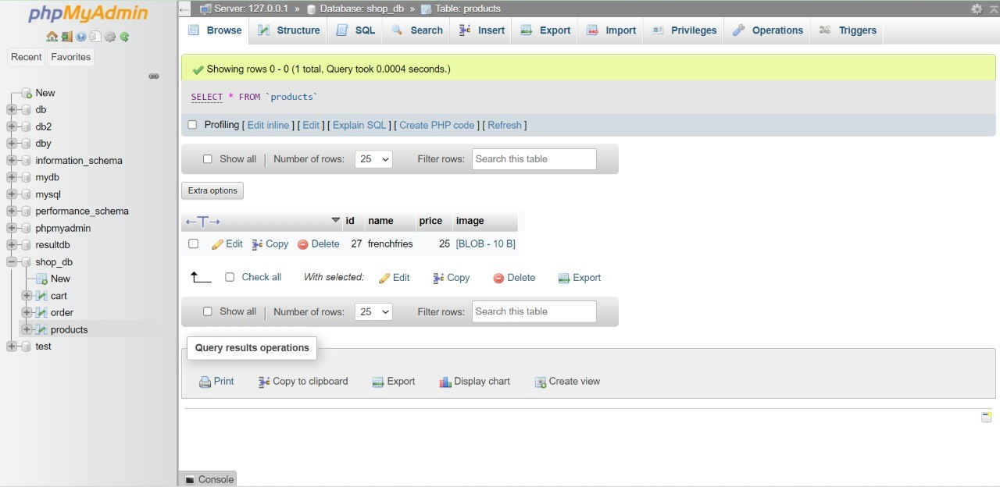 phpMyAdmin
Recent Favorites
New
db
db2
dby
information_schema
mydb
mysql
performance_schema
phpmyadmin
resultdb
shop_db
New
cart
order
products
test
Server: 127.0.0.1 » Database: shop_db » Table: products
Browse Structure SQL Search Insert Export Import Privileges Operations Triggers
Showing rows 0 - 0 (1 total, Query took 0.0004 seconds.)
SELECT * FROM `products`
Profiling [ Edit inline ] [ Edit ] [ Explain SQL ] [ Create PHP code ] [ Refresh ]
Show all Number of rows: 25 Filter rows: Search this table
Extra options
←T→ id name price image
Edit Copy Delete 27 frenchfries 25 [BLOB - 10 B]
Check all With selected: Edit Copy Delete Export
Show all Number of rows: 25 Filter rows: Search this table
Query results operations
Print Copy to clipboard Export Display chart Create view
Console